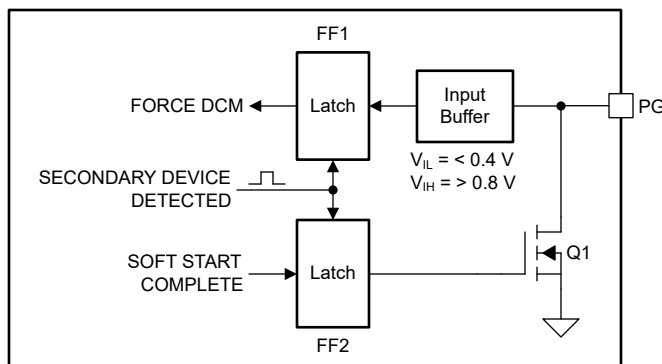 FF1
FORCE DCM
Latch
Input
Buffer
PG
V_IL = < 0.4 V
V_IH = > 0.8 V
SECONDARY DEVICE
DETECTED
SOFT START
COMPLETE
Latch
Q1
FF2